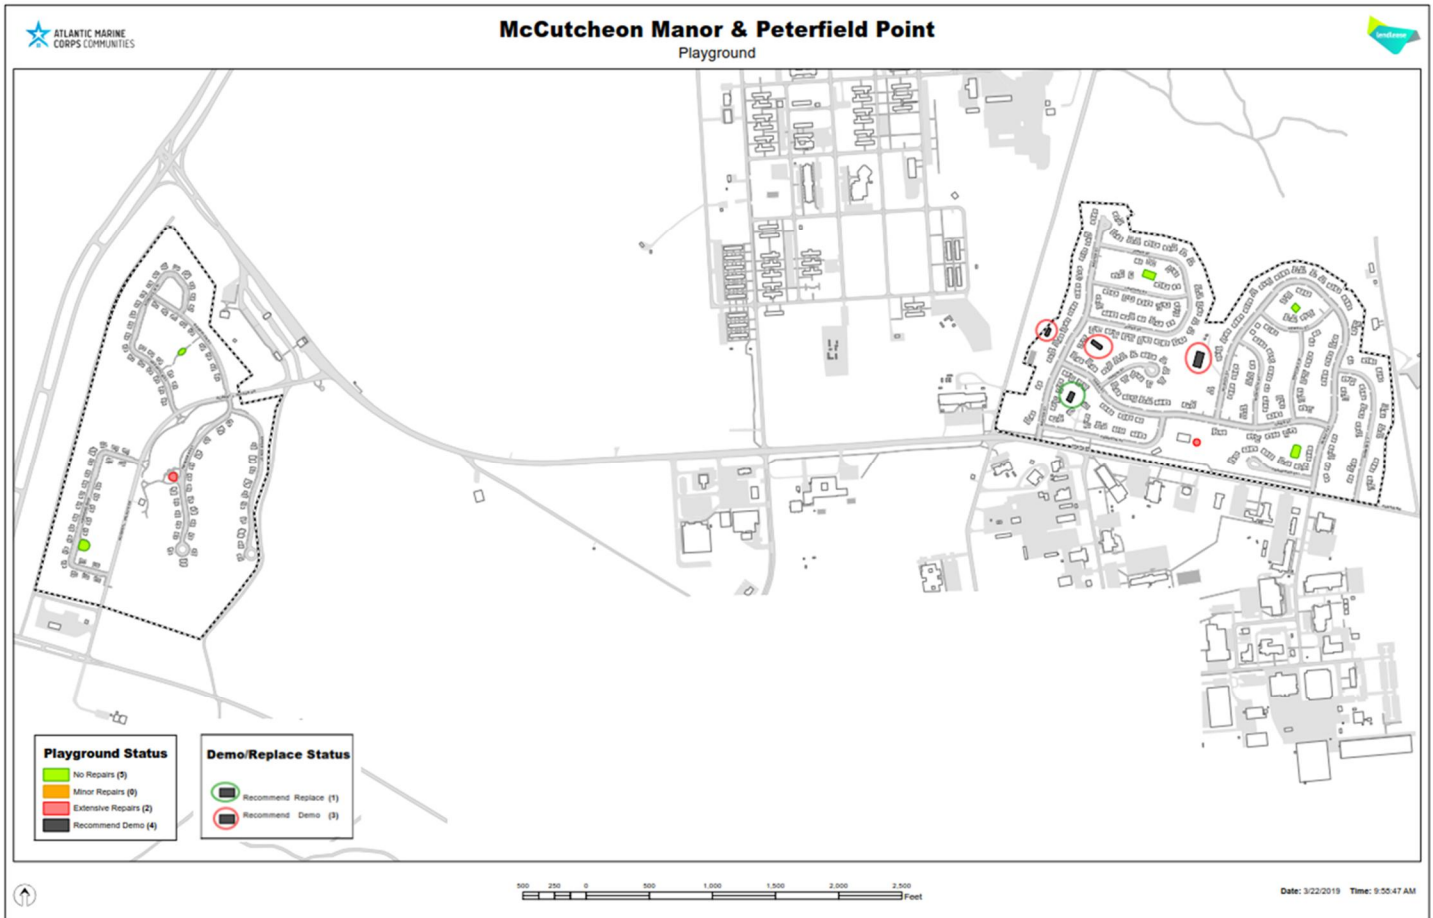 ATLANTIC MARINE
CORPS COMMUNITIES
McCutcheon Manor & Peterfield Point
Playground
lendlease
Playground Status
No Repairs (5)
Minor Repairs (0)
Extensive Repairs (2)
Recommend Demo (4)
Demo/Replace Status
Recommend Replace (1)
Recommend Demo (3)
500 250 0 500 1,000 1,500 2,000 2,500
Feet
Date: 3/22/2019 Time: 9:55:47 AM